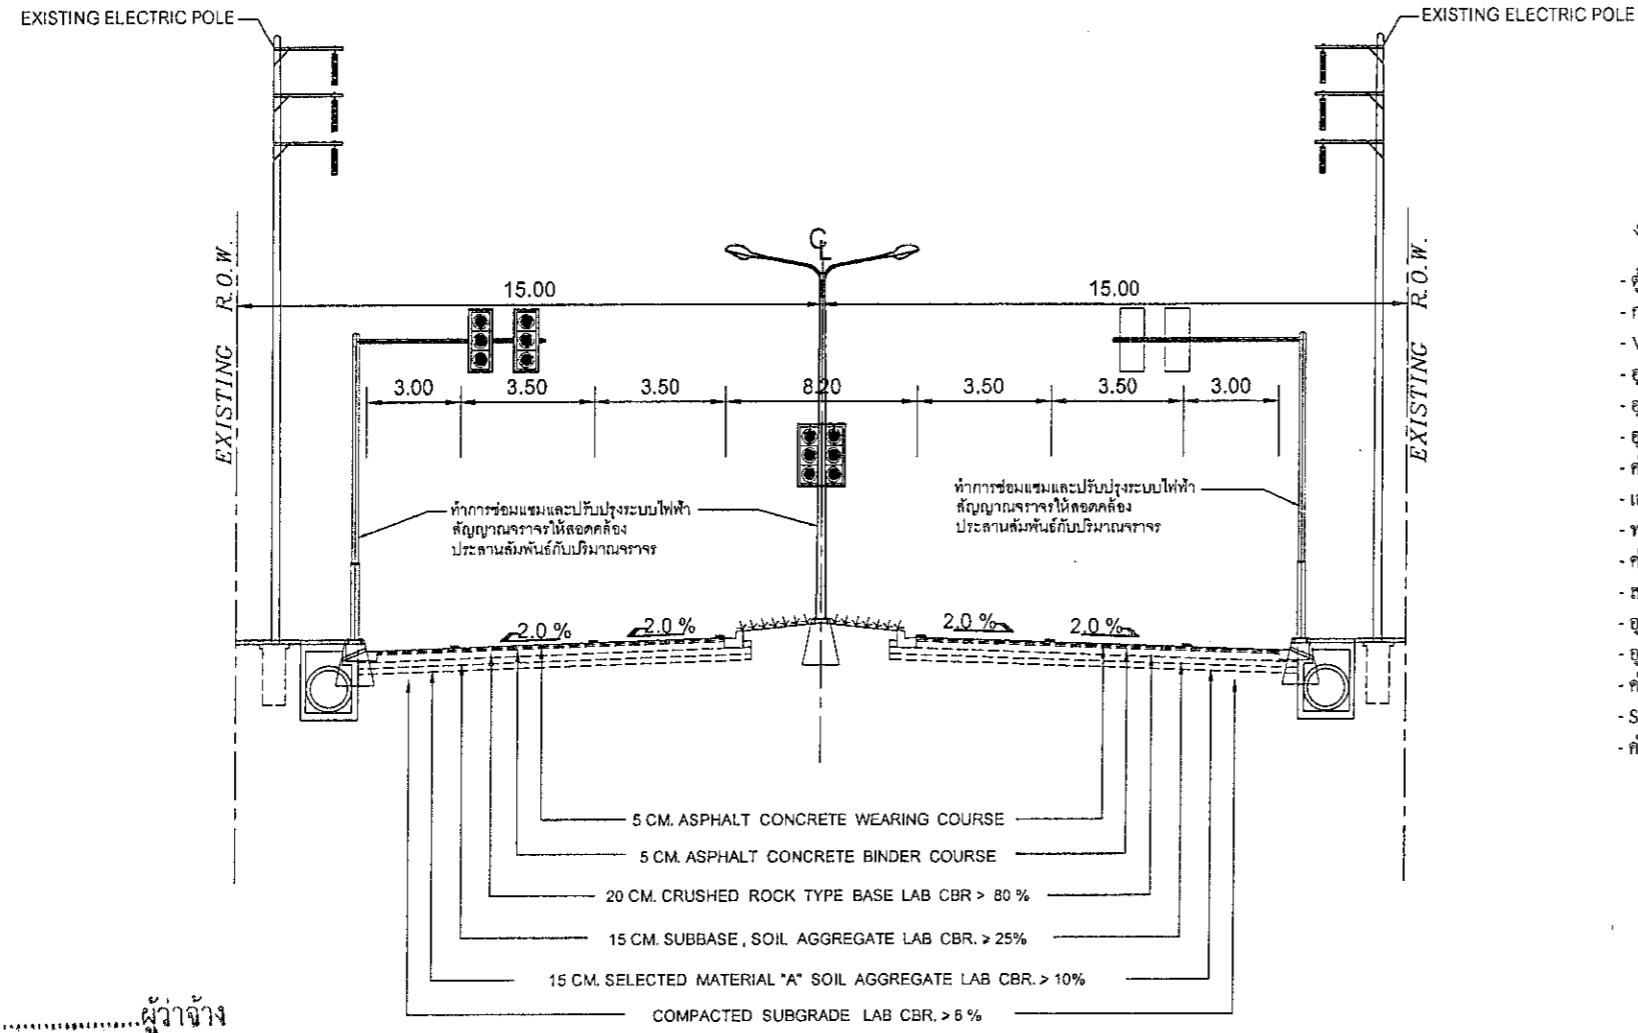 EXISTING ELECTRIC POLE
EXISTING ELECTRIC POLE
EXISTING R.O.W.
EXISTING R.O.W.
CL
15.00
15.00
3.00
3.50
3.50
8.20
3.50
3.50
3.00
ทำการซ่อมแซมและปรับปรุงระบบไฟฟ้า
สัญญาณจราจรให้สอดคล้อง
ประสานสัมพันธ์กับปริมาณจราจร
ทำการซ่อมแซมและปรับปรุงระบบไฟฟ้า
สัญญาณจราจรให้สอดคล้อง
ประสานสัมพันธ์กับปริมาณจราจร
2.0 %
2.0 %
2.0%
2.0 %
5 CM. ASPHALT CONCRETE WEARING COURSE
5 CM. ASPHALT CONCRETE BINDER COURSE
20 CM. CRUSHED ROCK TYPE BASE LAB CBR > 80 %
15 CM. SUBBASE, SOIL AGGREGATE LAB CBR. ≥ 25%
15 CM. SELECTED MATERIAL "A" SOIL AGGREGATE LAB CBR. > 10%
COMPACTED SUBGRADE LAB CBR. > 6 %
ผู้ว่าจ้าง